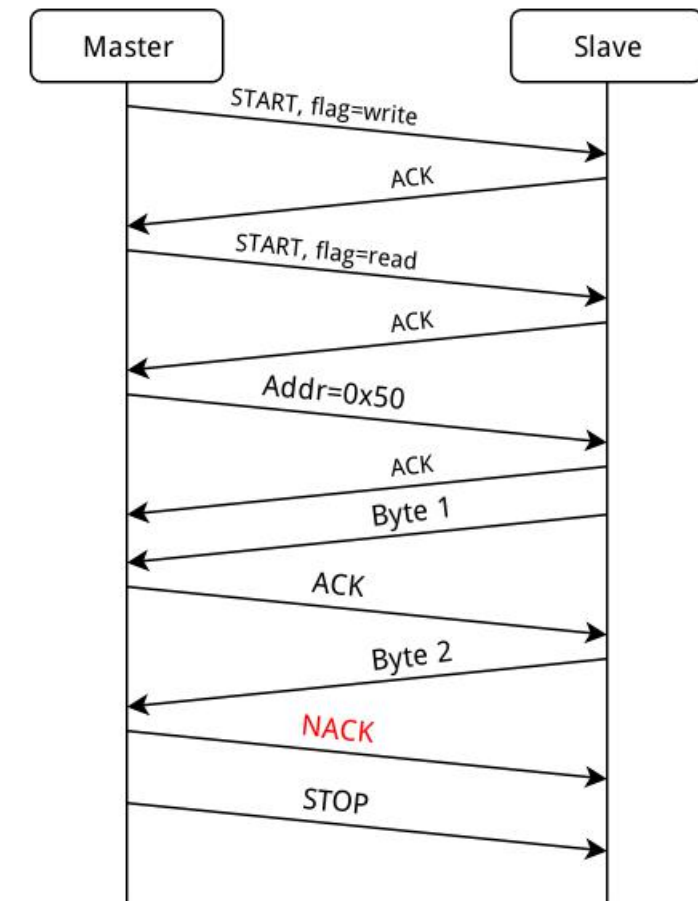 Master
Slave
START, flag=write
ACK
START, flag=read
ACK
Addr=0x50
ACK
Byte 1
ACK
Byte 2
NACK
STOP